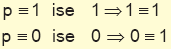 p ≡ 1 ise 1 ⇒ 1 ≡ 1
p ≡ 0 ise 0 ⇒ 0 ≡ 1